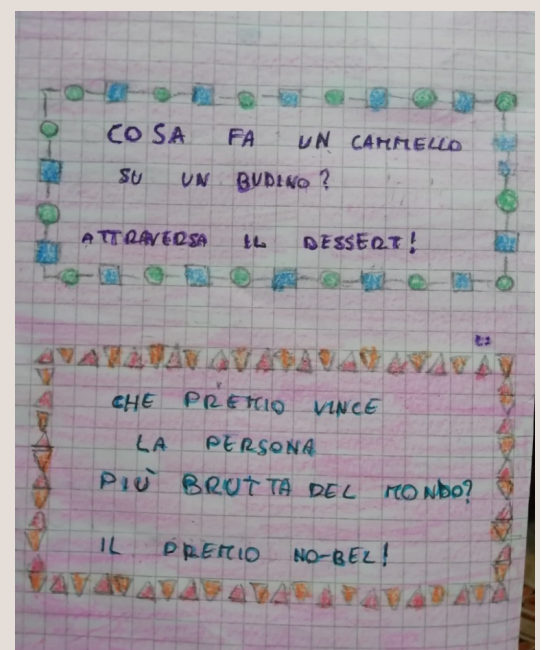 COSA FA UN CAMMELLO
SU UN BUDINO?
ATTRAVERSA IL DESSERT!
CHE PREMIO VINCE
LA PERSONA
PIÙ BRUTTA DEL MONDO?
IL PREMIO NO-BEL!